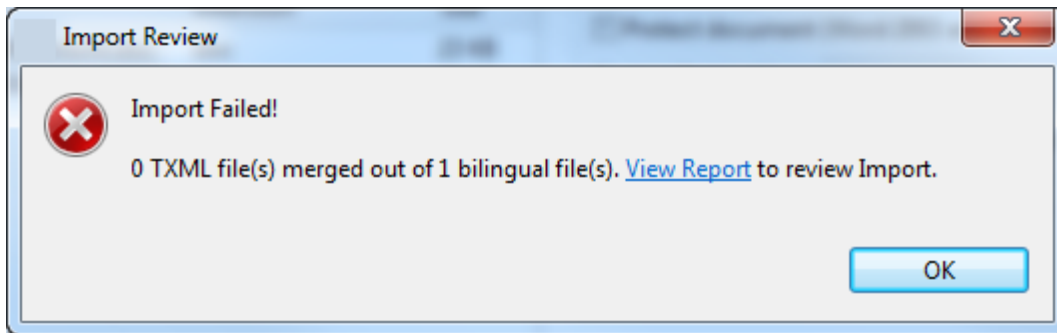 Import Review
Import Failed!
0 TXML file(s) merged out of 1 bilingual file(s). View Report to review Import.
OK